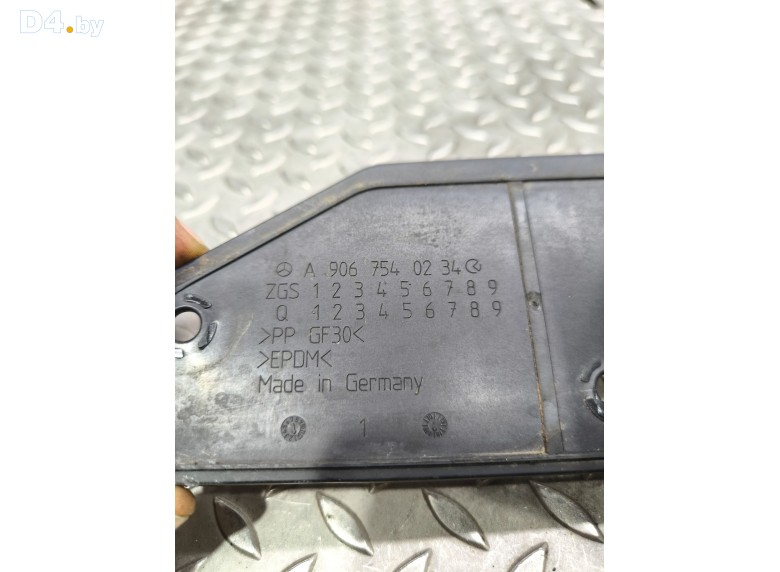 D4.by
A 906 754 02 34
ZGS 1 2 3 4 5 6 7 8 9
Q 1 2 3 4 5 6 7 8 9
>PP GF30<
>EPDM<
Made in Germany
1